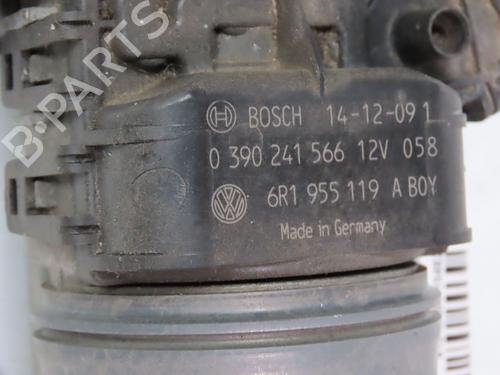 BOSCH 14-12-09 1
0 390 241 566 12V 058
6R1 955 119 A BOY
Made in Germany
B-PARTS